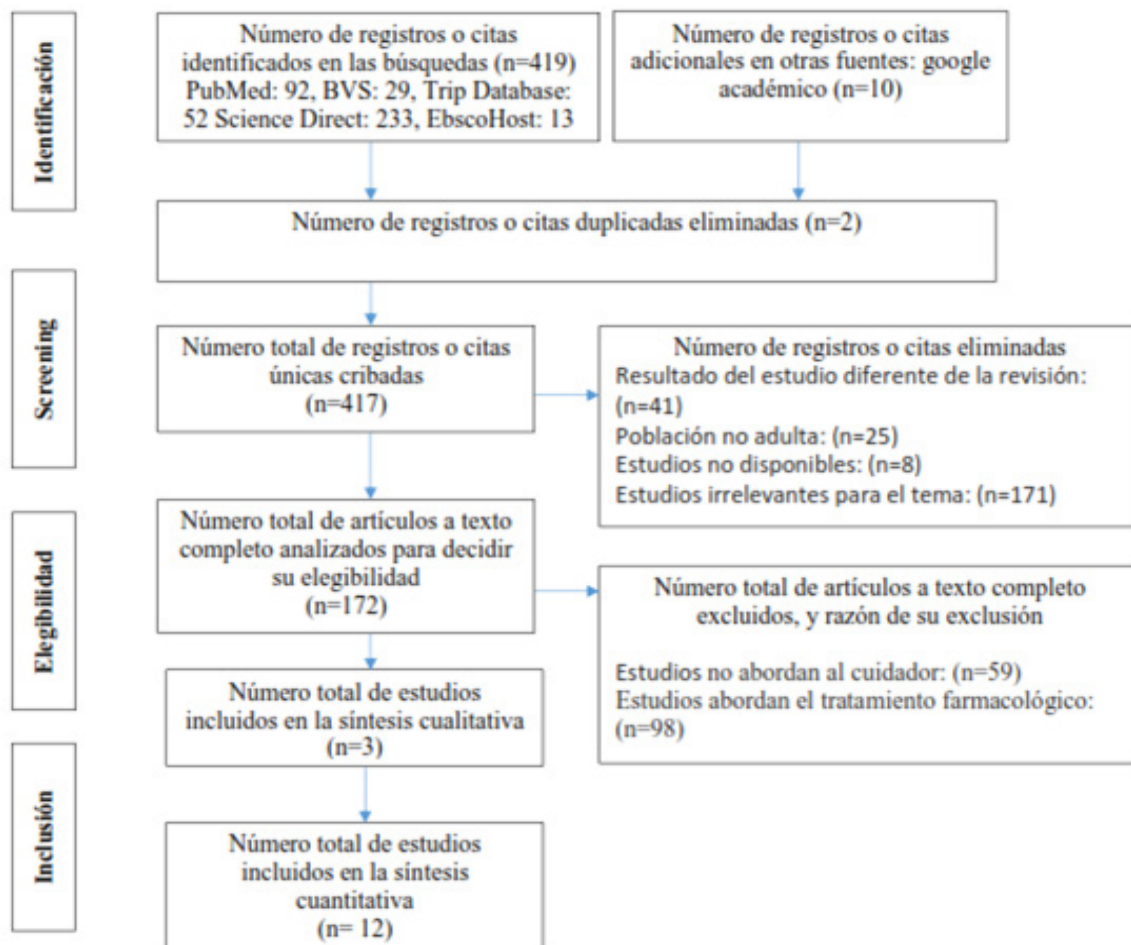 Identificación
Número de registros o citas
identificados en las búsquedas (n=419)
PubMed: 92, BVS: 29, Trip Database:
52 Science Direct: 233, EbscoHost: 13
Número de registros o citas
adicionales en otras fuentes: google
académico (n=10)
Número de registros o citas duplicadas eliminadas (n=2)
Screening
Número total de registros o citas
únicas cribadas
(n=417)
Número de registros o citas eliminadas
Resultado del estudio diferente de la revisión:
(n=41)
Población no adulta: (n=25)
Estudios no disponibles: (n=8)
Estudios irrelevantes para el tema: (n=171)
Elegibilidad
Número total de artículos a texto
completo analizados para decidir
su elegibilidad
(n=172)
Número total de artículos a texto completo
excluidos, y razón de su exclusión
Estudios no abordan al cuidador: (n=59)
Estudios abordan el tratamiento farmacológico:
(n=98)
Número total de estudios
incluidos en la síntesis cualitativa
(n=3)
Inclusión
Número total de estudios
incluidos en la síntesis
cuantitativa
(n= 12)